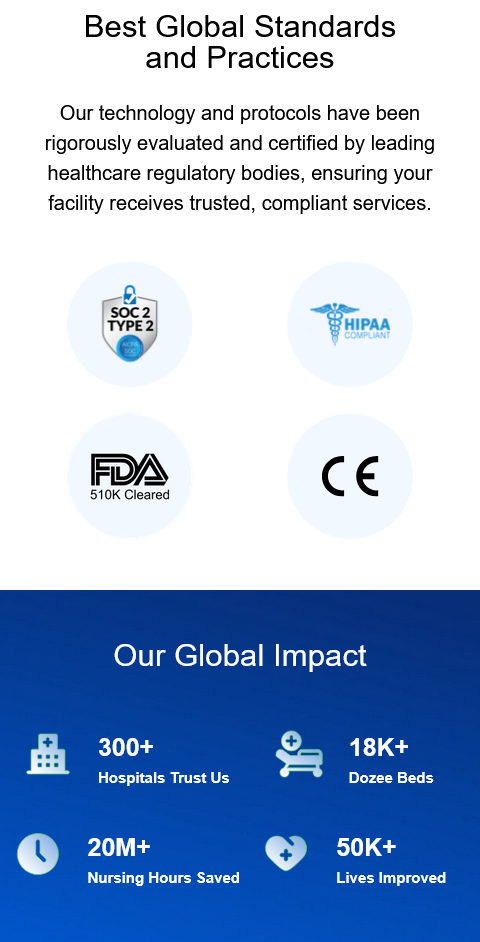 Best Global Standards
and Practices
Our technology and protocols have been
rigorously evaluated and certified by leading
healthcare regulatory bodies, ensuring your
facility receives trusted, compliant services.
SOC 2
TYPE 2
AICPA
SOC
HIPAA
COMPLIANT
FDA
510K Cleared
CE
Our Global Impact
300+
Hospitals Trust Us
18K+
Dozee Beds
20M+
Nursing Hours Saved
50K+
Lives Improved